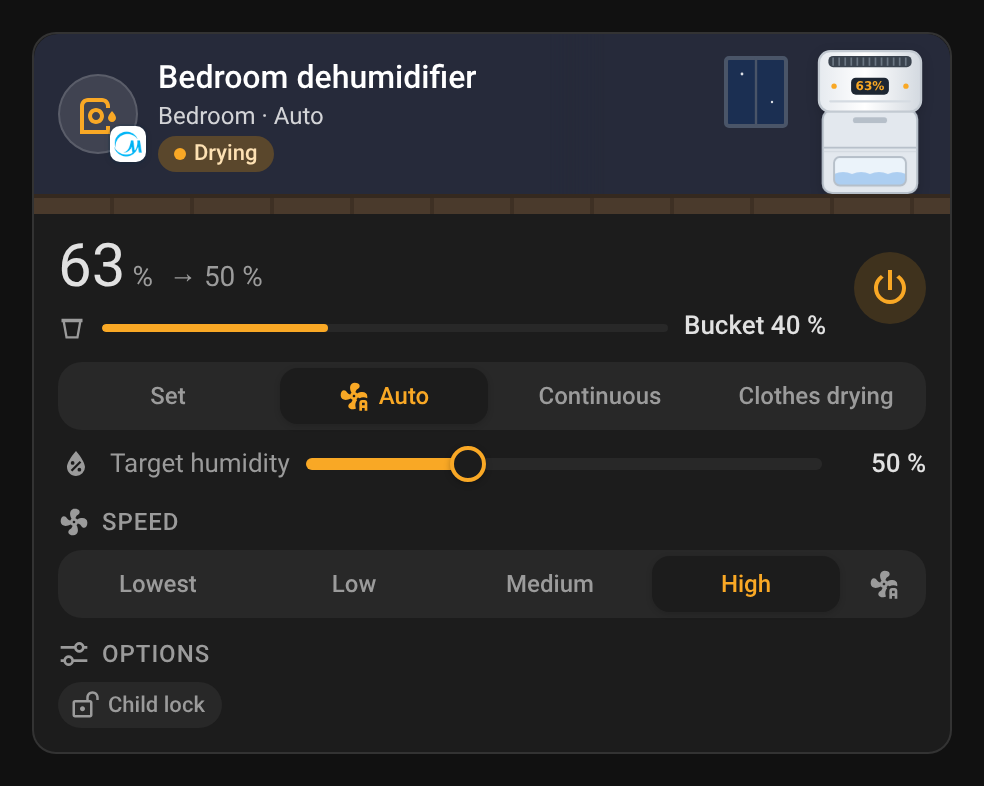 Bedroom dehumidifier
Bedroom · Auto
Drying
63%
63 % → 50 %
Bucket 40 %
Set Auto Continuous Clothes drying
Target humidity 50 %
SPEED
Lowest Low Medium High
OPTIONS
Child lock